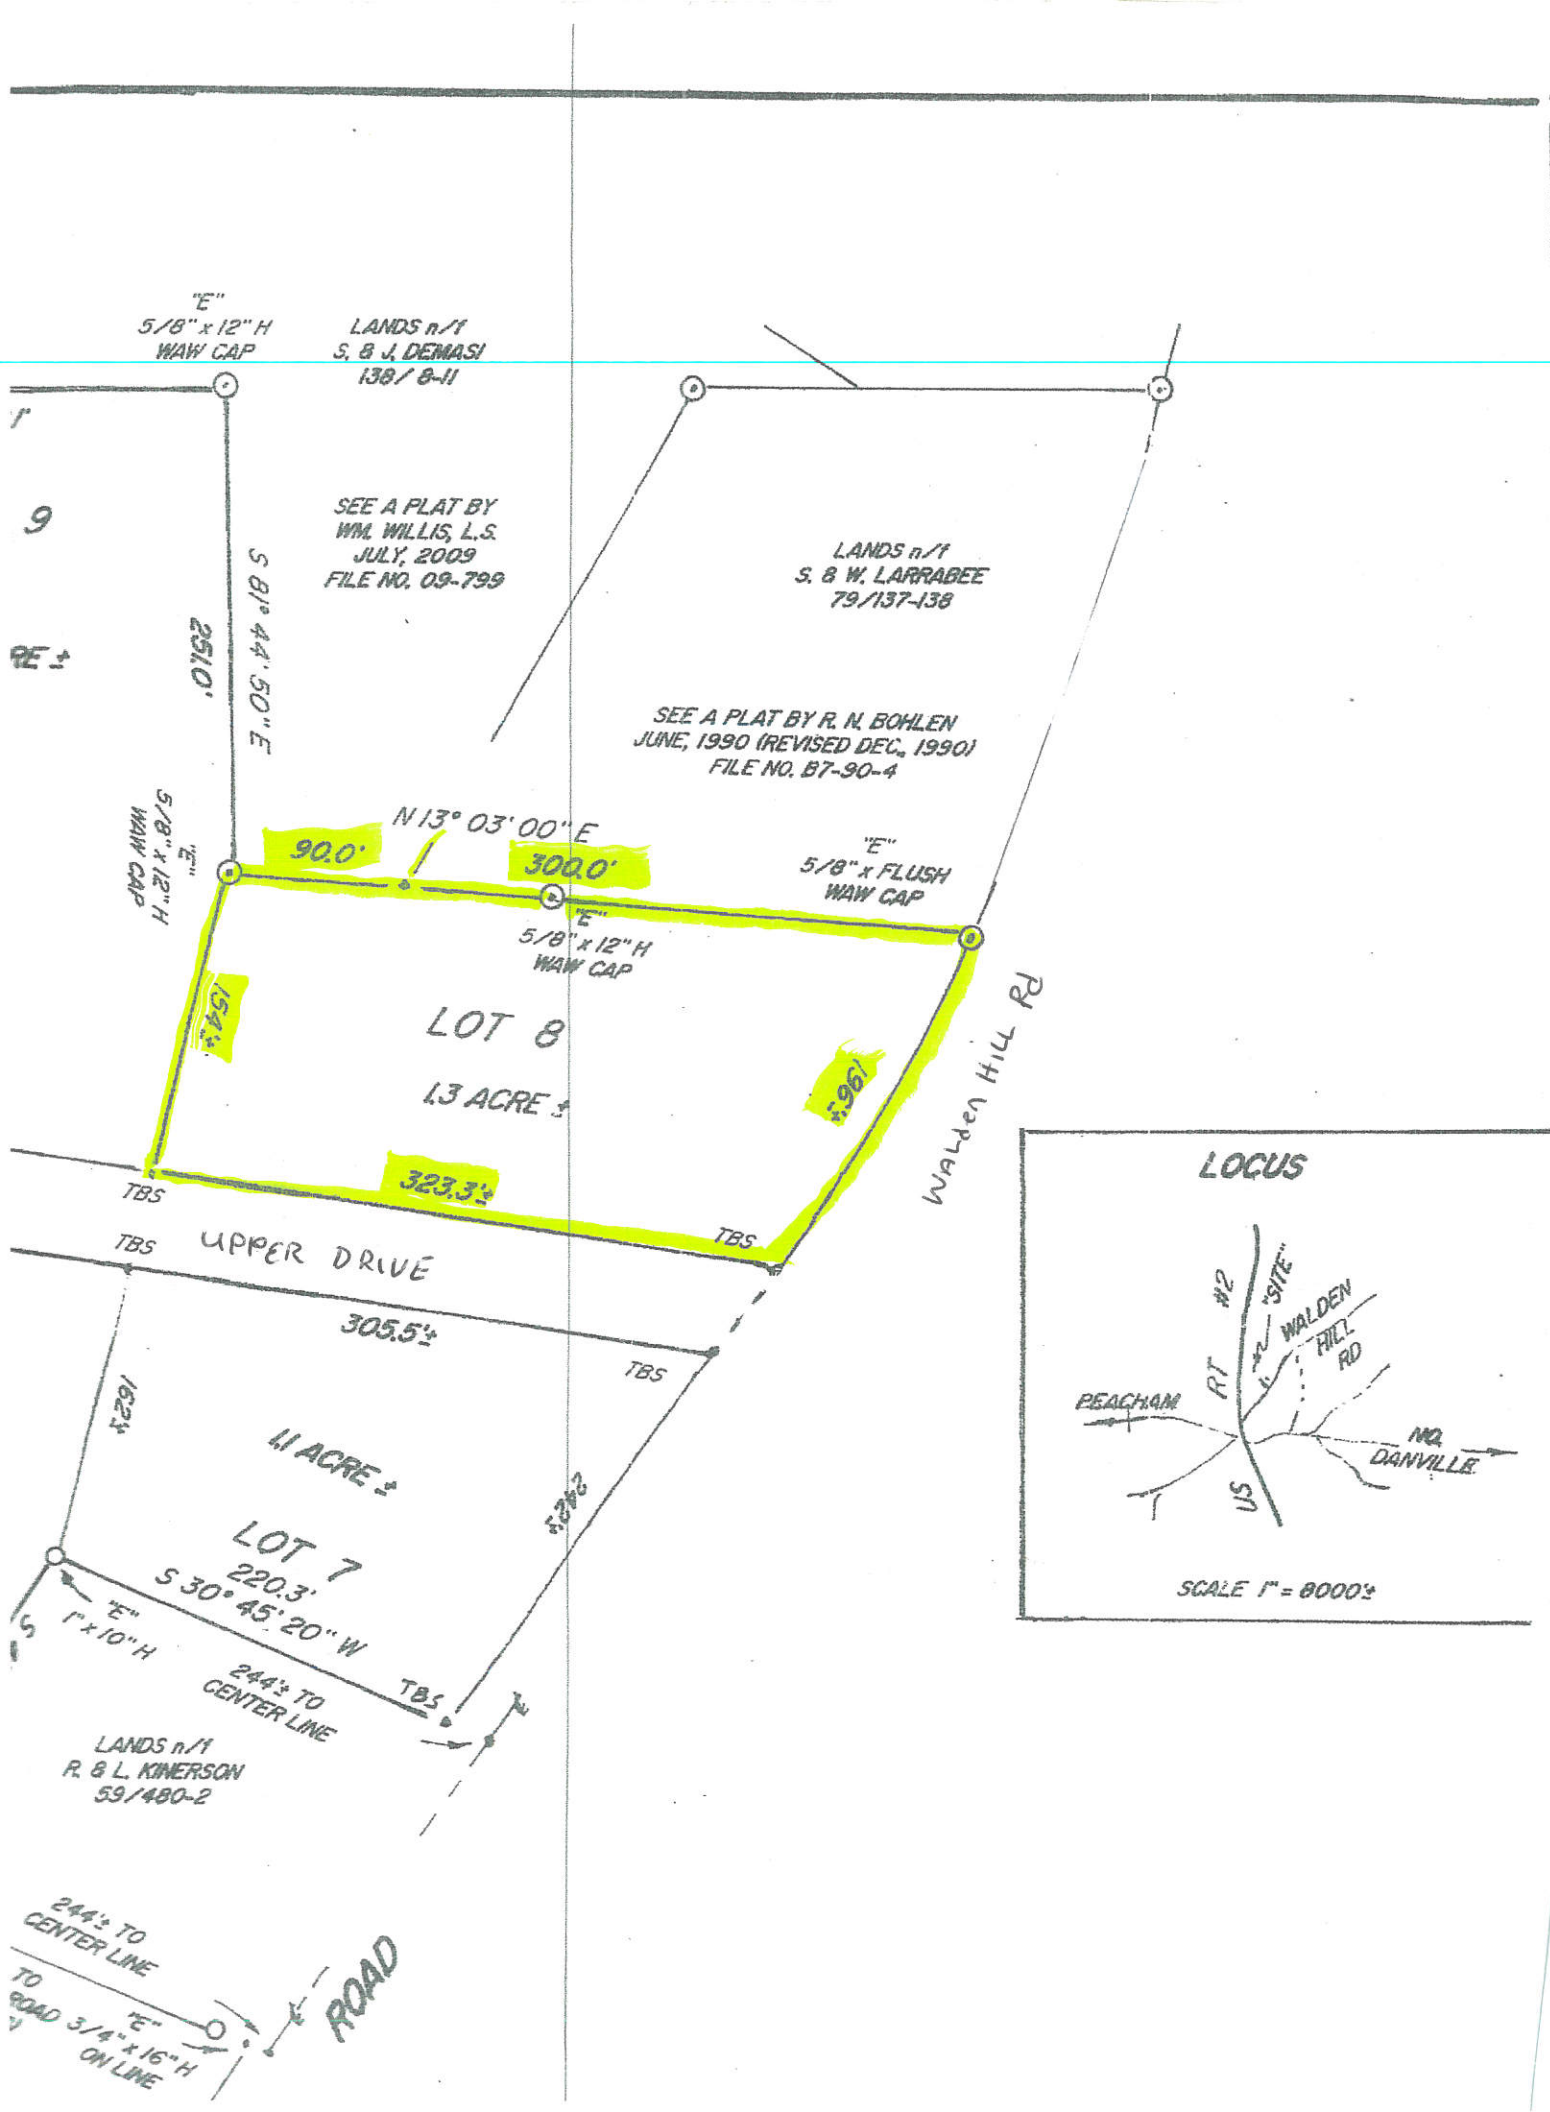 "E"
5/8" x 12" H
WAW CAP
LANDS n/f
S. & J. DEMASI
138/ 8-11
9
RE ±
S 81° 44' 50" E
251.0'
SEE A PLAT BY
WM. WILLIS, L.S.
JULY, 2009
FILE NO. 09-799
LANDS n/f
S. & W. LARRABEE
79/137-138
SEE A PLAT BY R. N. BOHLEN
JUNE, 1990 (REVISED DEC., 1990)
FILE NO. B7-90-4
"E"
5/8" x 12" H
WAW CAP
N 13° 03' 00" E
90.0'
300.0'
"E"
5/8" x FLUSH
WAW CAP
"E"
5/8" x 12" H
WAW CAP
154'±
LOT 8
1.3 ACRE ±
196'±
Walden Hill Rd
323.3'±
TBS
TBS
TBS
UPPER DRIVE
305.5'±
TBS
162'±
1.1 ACRE ±
242'±
LOT 7
220.3'
S 30° 45' 20" W
"E"
1" x 10" H
S
244'± TO
CENTER LINE
TBS
LANDS n/f
R. & L. KINERSON
59/480-2
244'± TO
CENTER LINE
TO
ROAD
"E"
3/4" x 16" H
ON LINE
ROAD
LOCUS
RT #2
"SITE"
WALDEN
HILL
RD
PEACHAM
NO.
DANVILLE
US
SCALE 1" = 8000'±